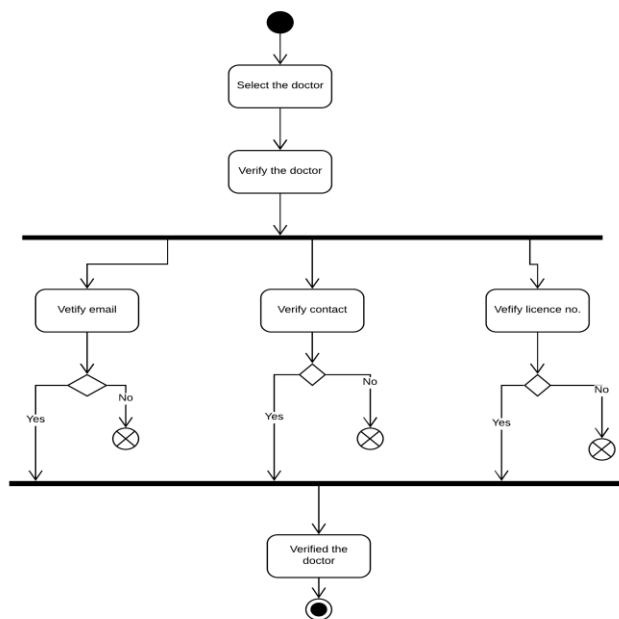 Select the doctor
Verify the doctor
Vetify email
Verify contact
Vefify licence no.
No
No
No
Yes
Yes
Yes
Verified the
doctor